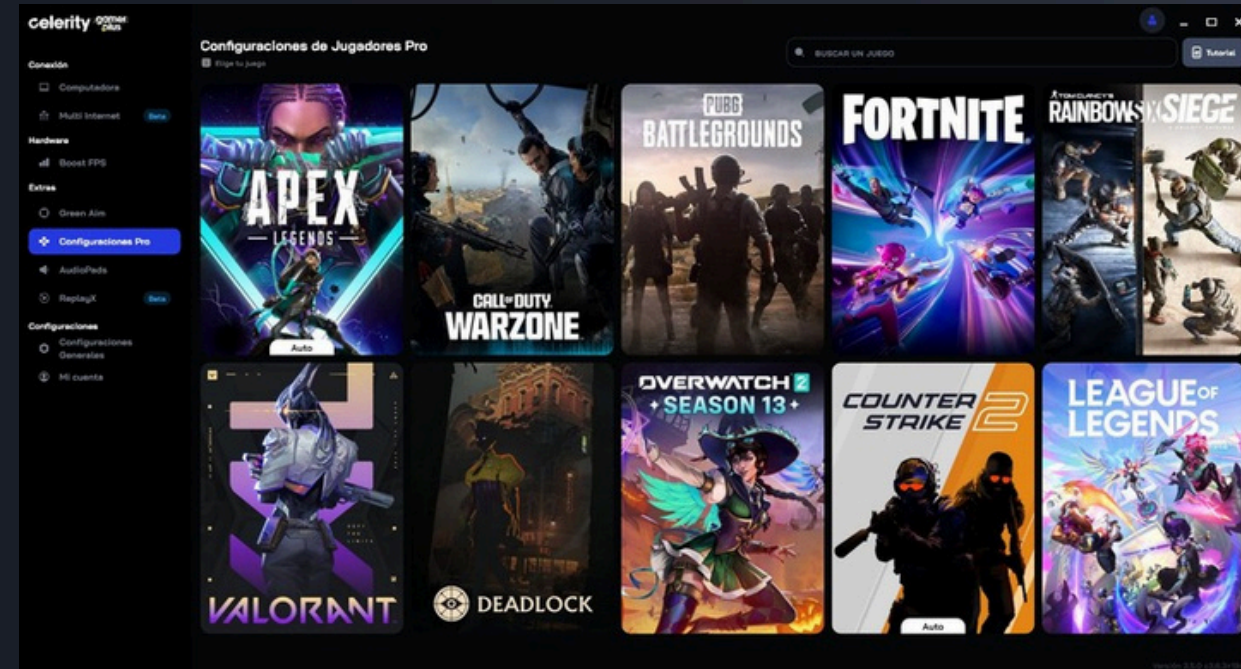 celerity gamer plus
Conexión
Computadora
Multi Internet Beta
Hardware
Boost FPS
Extras
Green Aim
Configuraciones Pro
AudioPads
ReplayX Beta
Configuraciones
Configuraciones
Generales
Mi cuenta
Configuraciones de Jugadores Pro
Elige tu juego
BUSCAR UN JUEGO
Tutorial
APEX
LEGENDS
Auto
CALL OF DUTY
WARZONE
PUBG
BATTLEGROUNDS
FORTNITE
TOM CLANCY'S
RAINBOW SIX SIEGE
VALORANT
DEADLOCK
OVERWATCH 2
SEASON 13
COUNTER
STRIKE 2
Auto
LEAGUE OF
LEGENDS